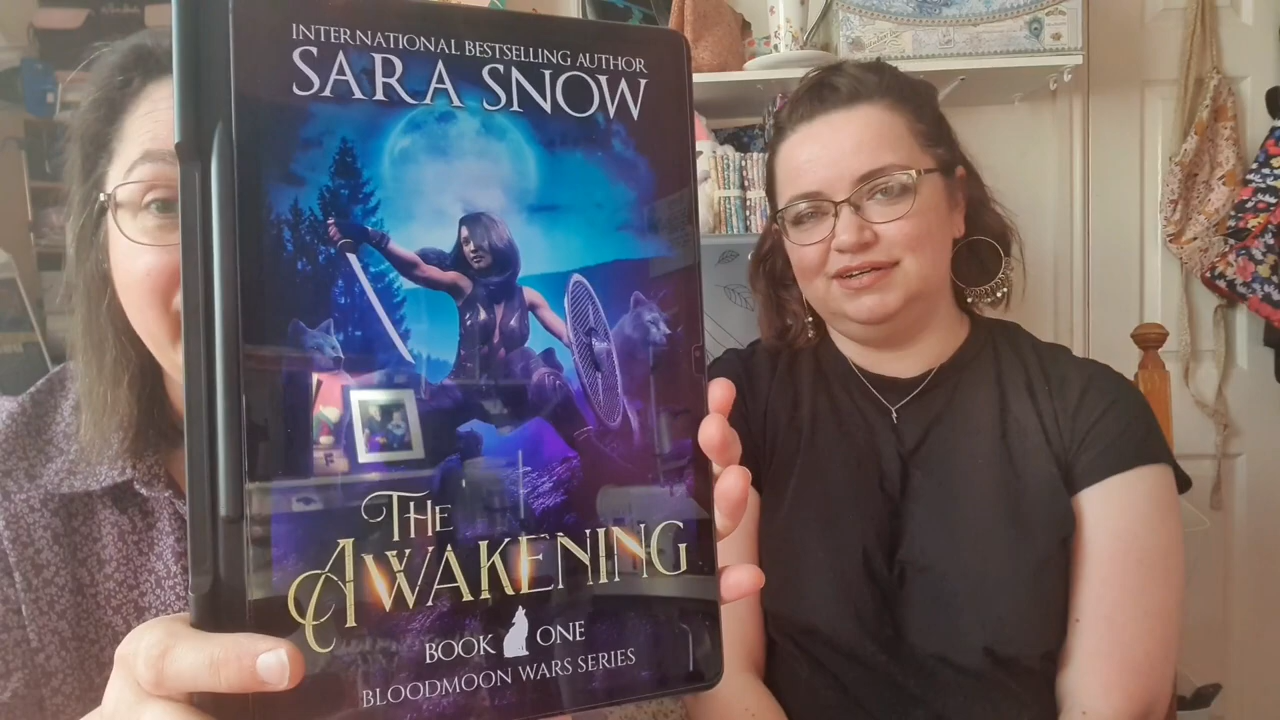 INTERNATIONAL BESTSELLING AUTHOR
SARA SNOW
THE
AWAKENING
BOOK ONE
BLOODMOON WARS SERIES